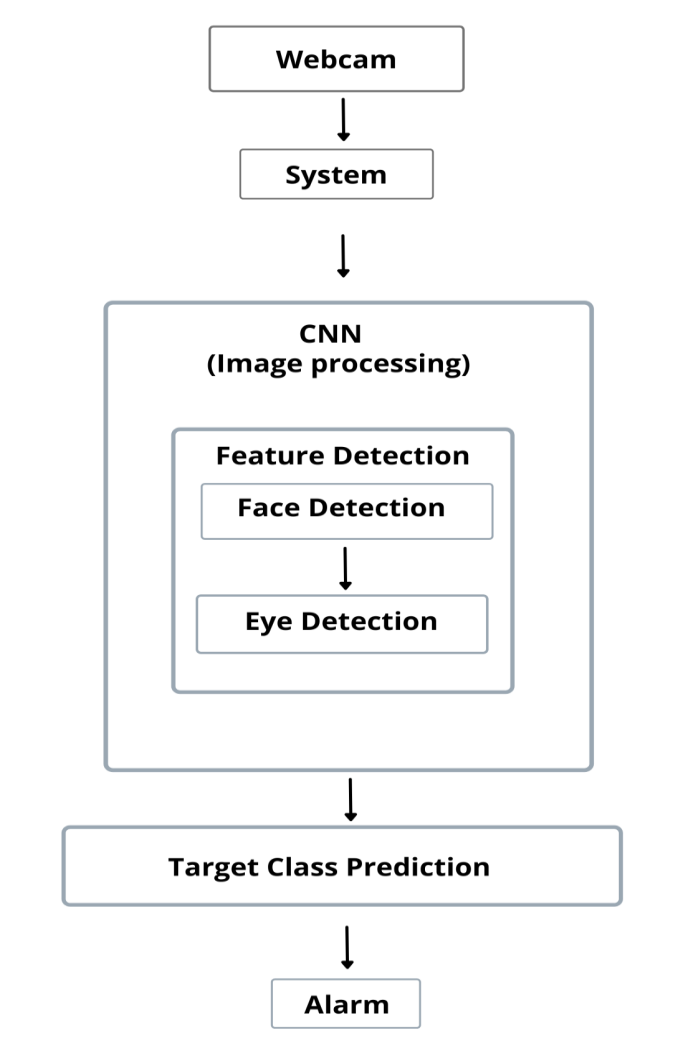 Webcam
System
CNN
(Image processing)
Feature Detection
Face Detection
Eye Detection
Target Class Prediction
Alarm